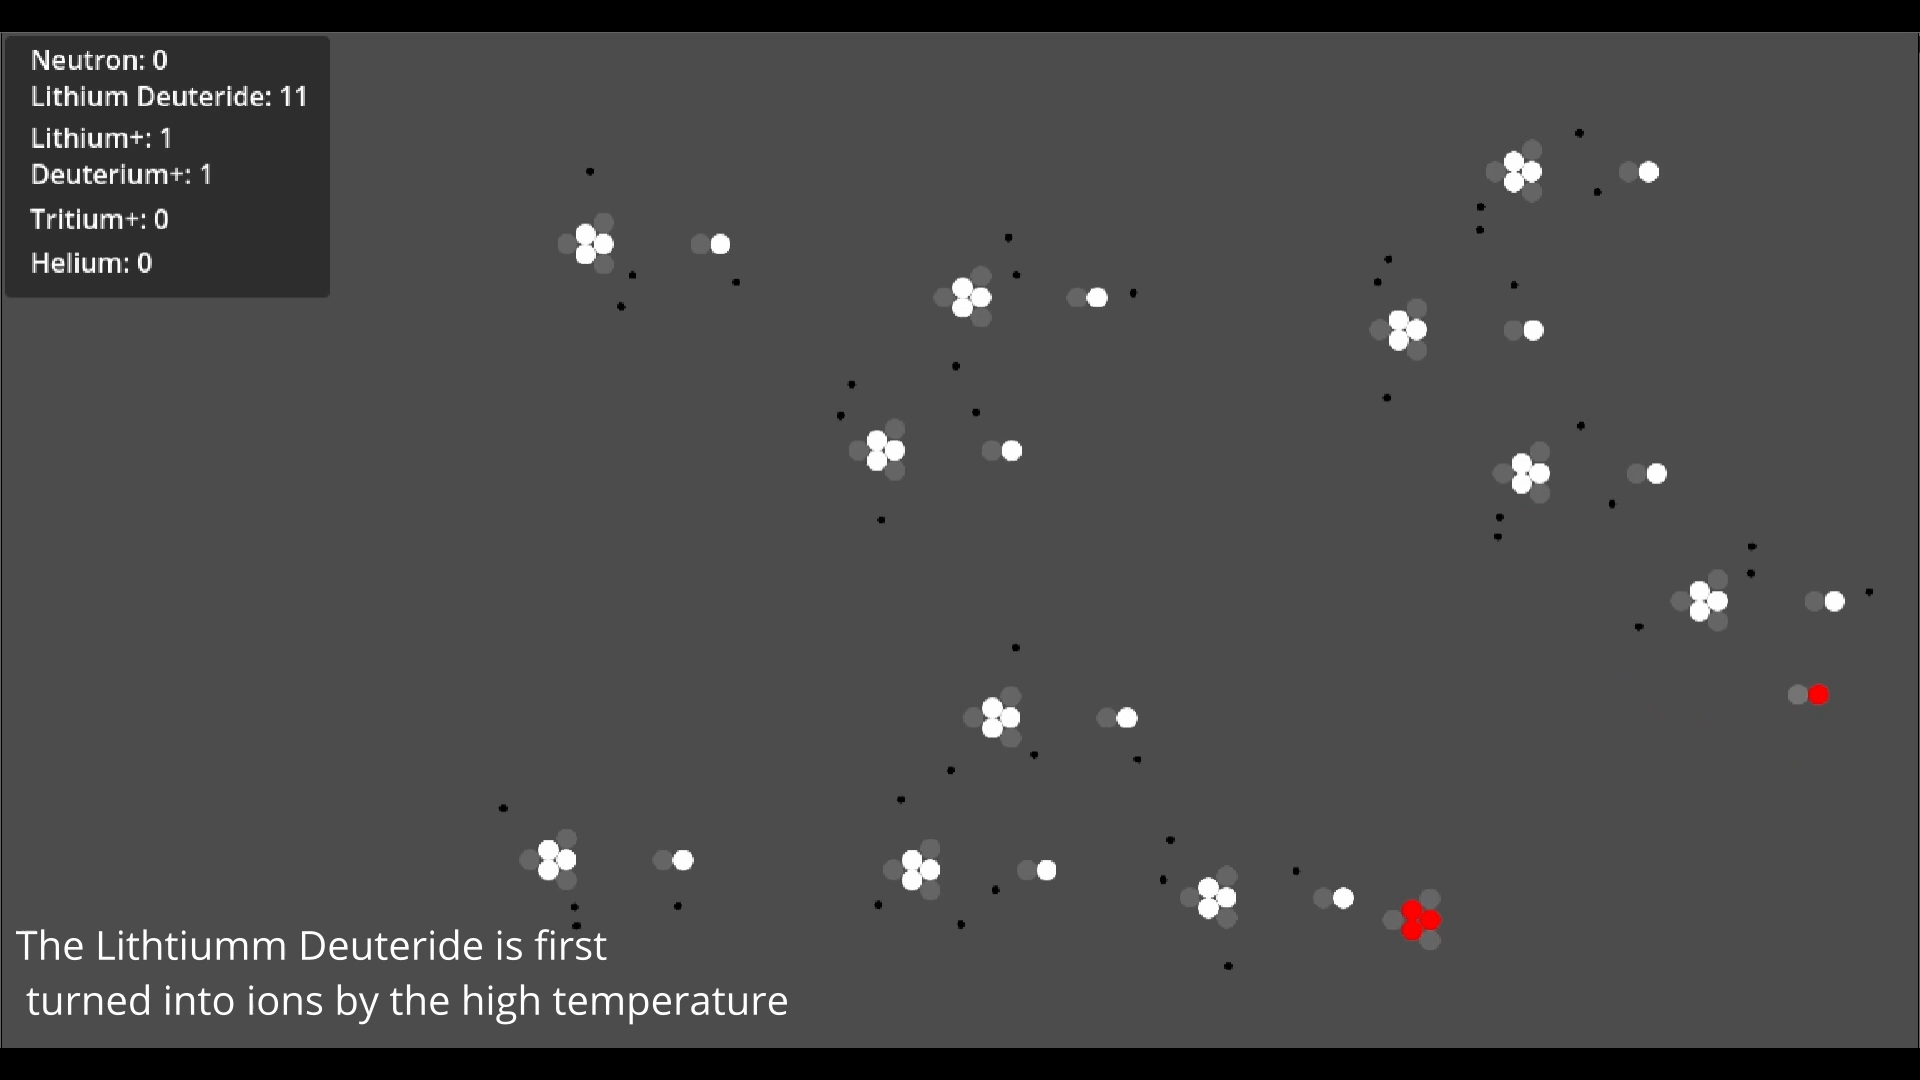 Neutron: 0
Lithium Deuteride: 11
Lithium+: 1
Deuterium+: 1
Tritium+: 0
Helium: 0
The Lithtiumm Deuteride is first
turned into ions by the high temperature